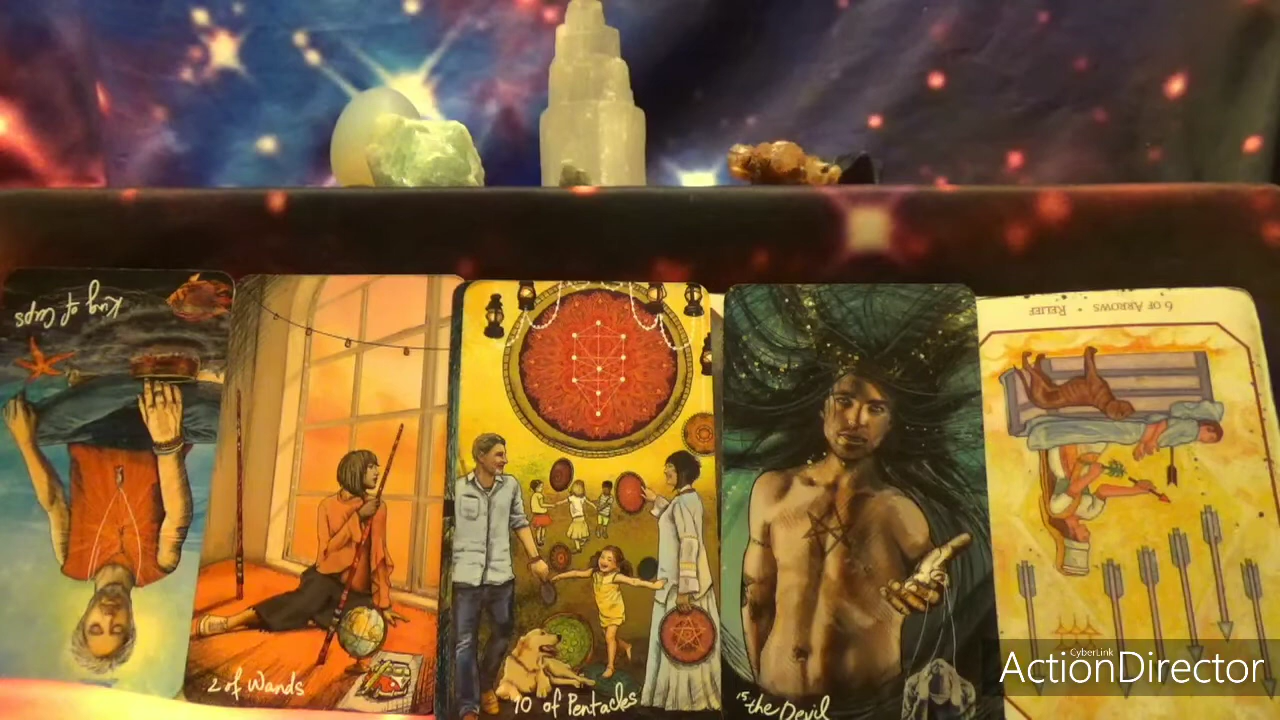 King of Cups
2 of Wands
10 of Pentacles
15 the Devil
6 OF ARROWS • RELIEF
CyberLink
ActionDirector